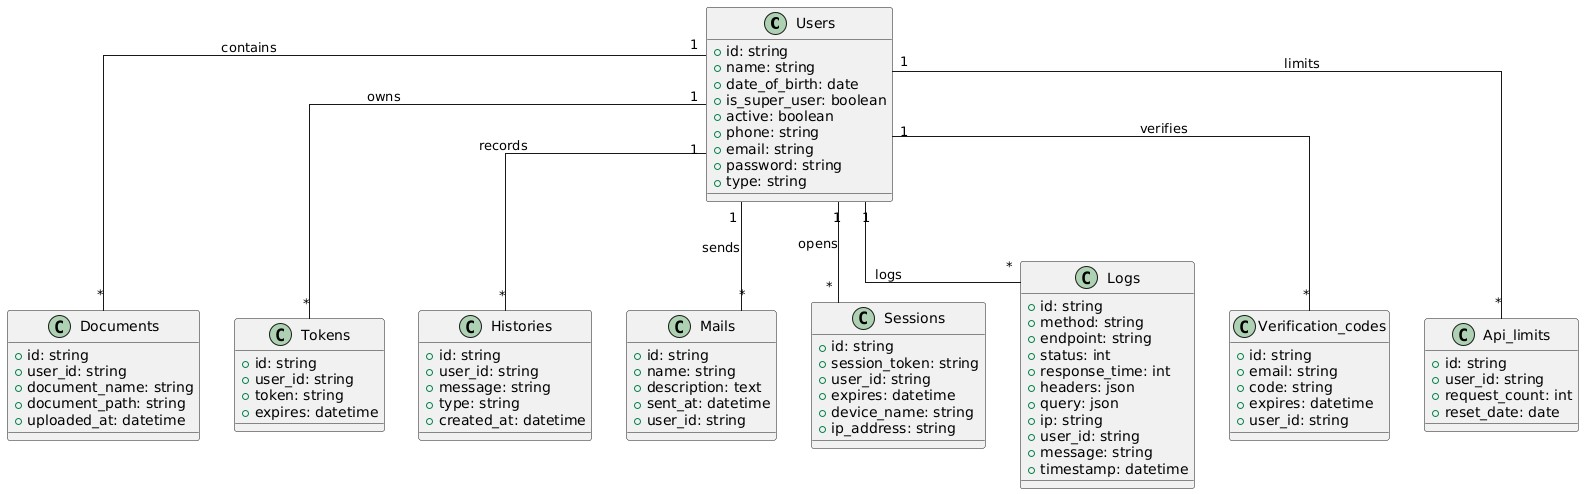 C Users
id: string
name: string
date_of_birth: date
is_super_user: boolean
active: boolean
phone: string
email: string
password: string
type: string
contains
1
owns
1
records
1
1
limits
1
verifies
1
sends
1
opens
1
logs
*
*
*
*
*
*
*
*
C Documents
id: string
user_id: string
document_name: string
document_path: string
uploaded_at: datetime
C Tokens
id: string
user_id: string
token: string
expires: datetime
C Histories
id: string
user_id: string
message: string
type: string
created_at: datetime
C Mails
id: string
name: string
description: text
sent_at: datetime
user_id: string
C Sessions
id: string
session_token: string
user_id: string
expires: datetime
device_name: string
ip_address: string
C Logs
id: string
method: string
endpoint: string
status: int
response_time: int
headers: json
query: json
ip: string
user_id: string
message: string
timestamp: datetime
C Verification_codes
id: string
email: string
code: string
expires: datetime
user_id: string
C Api_limits
id: string
user_id: string
request_count: int
reset_date: date